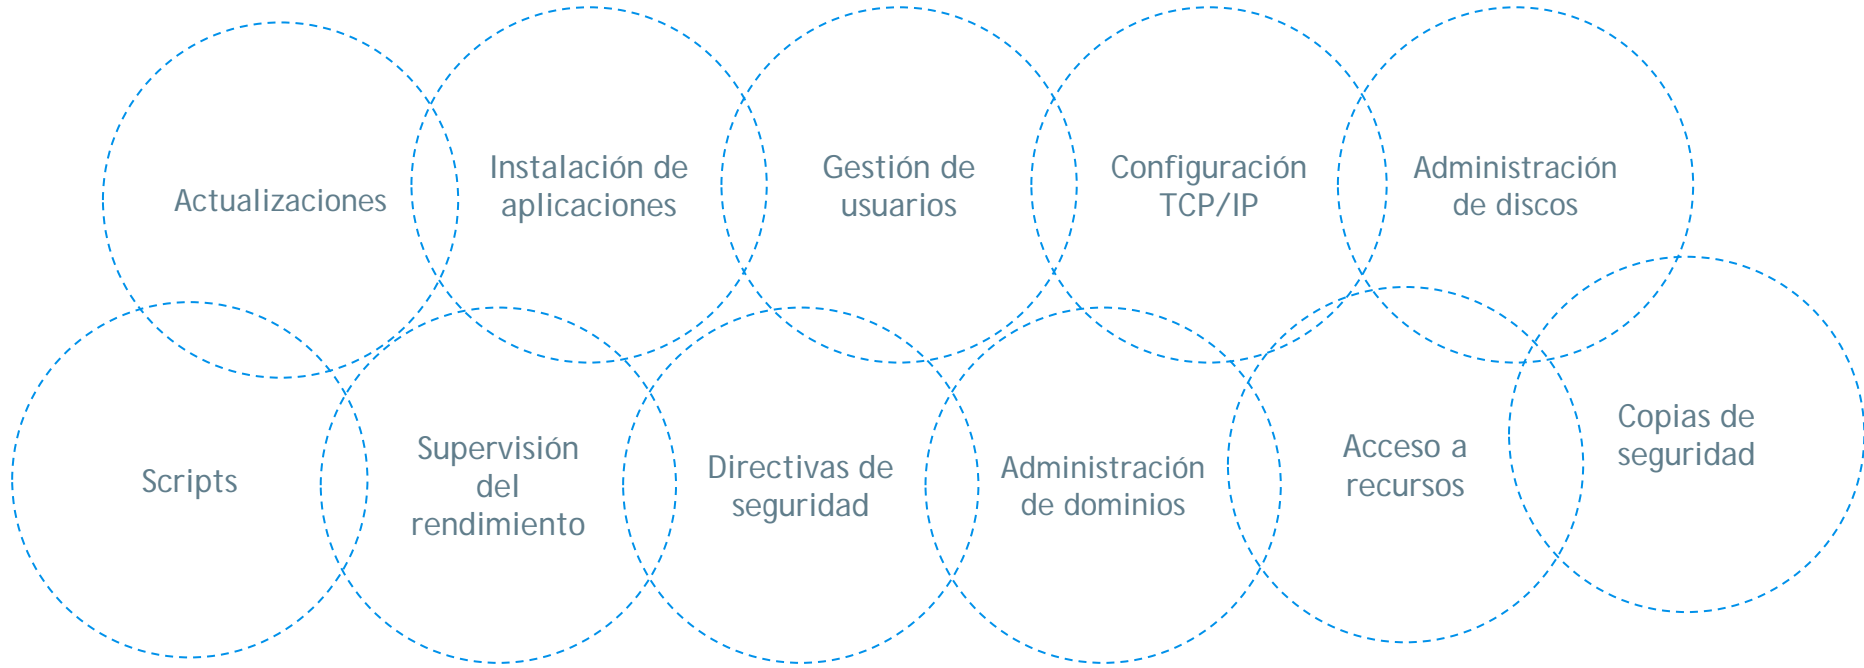 Actualizaciones
Instalación de
aplicaciones
Gestión de
usuarios
Configuración
TCP/IP
Administración
de discos
Scripts
Supervisión
del
rendimiento
Directivas de
seguridad
Administración
de dominios
Acceso a
recursos
Copias de
seguridad